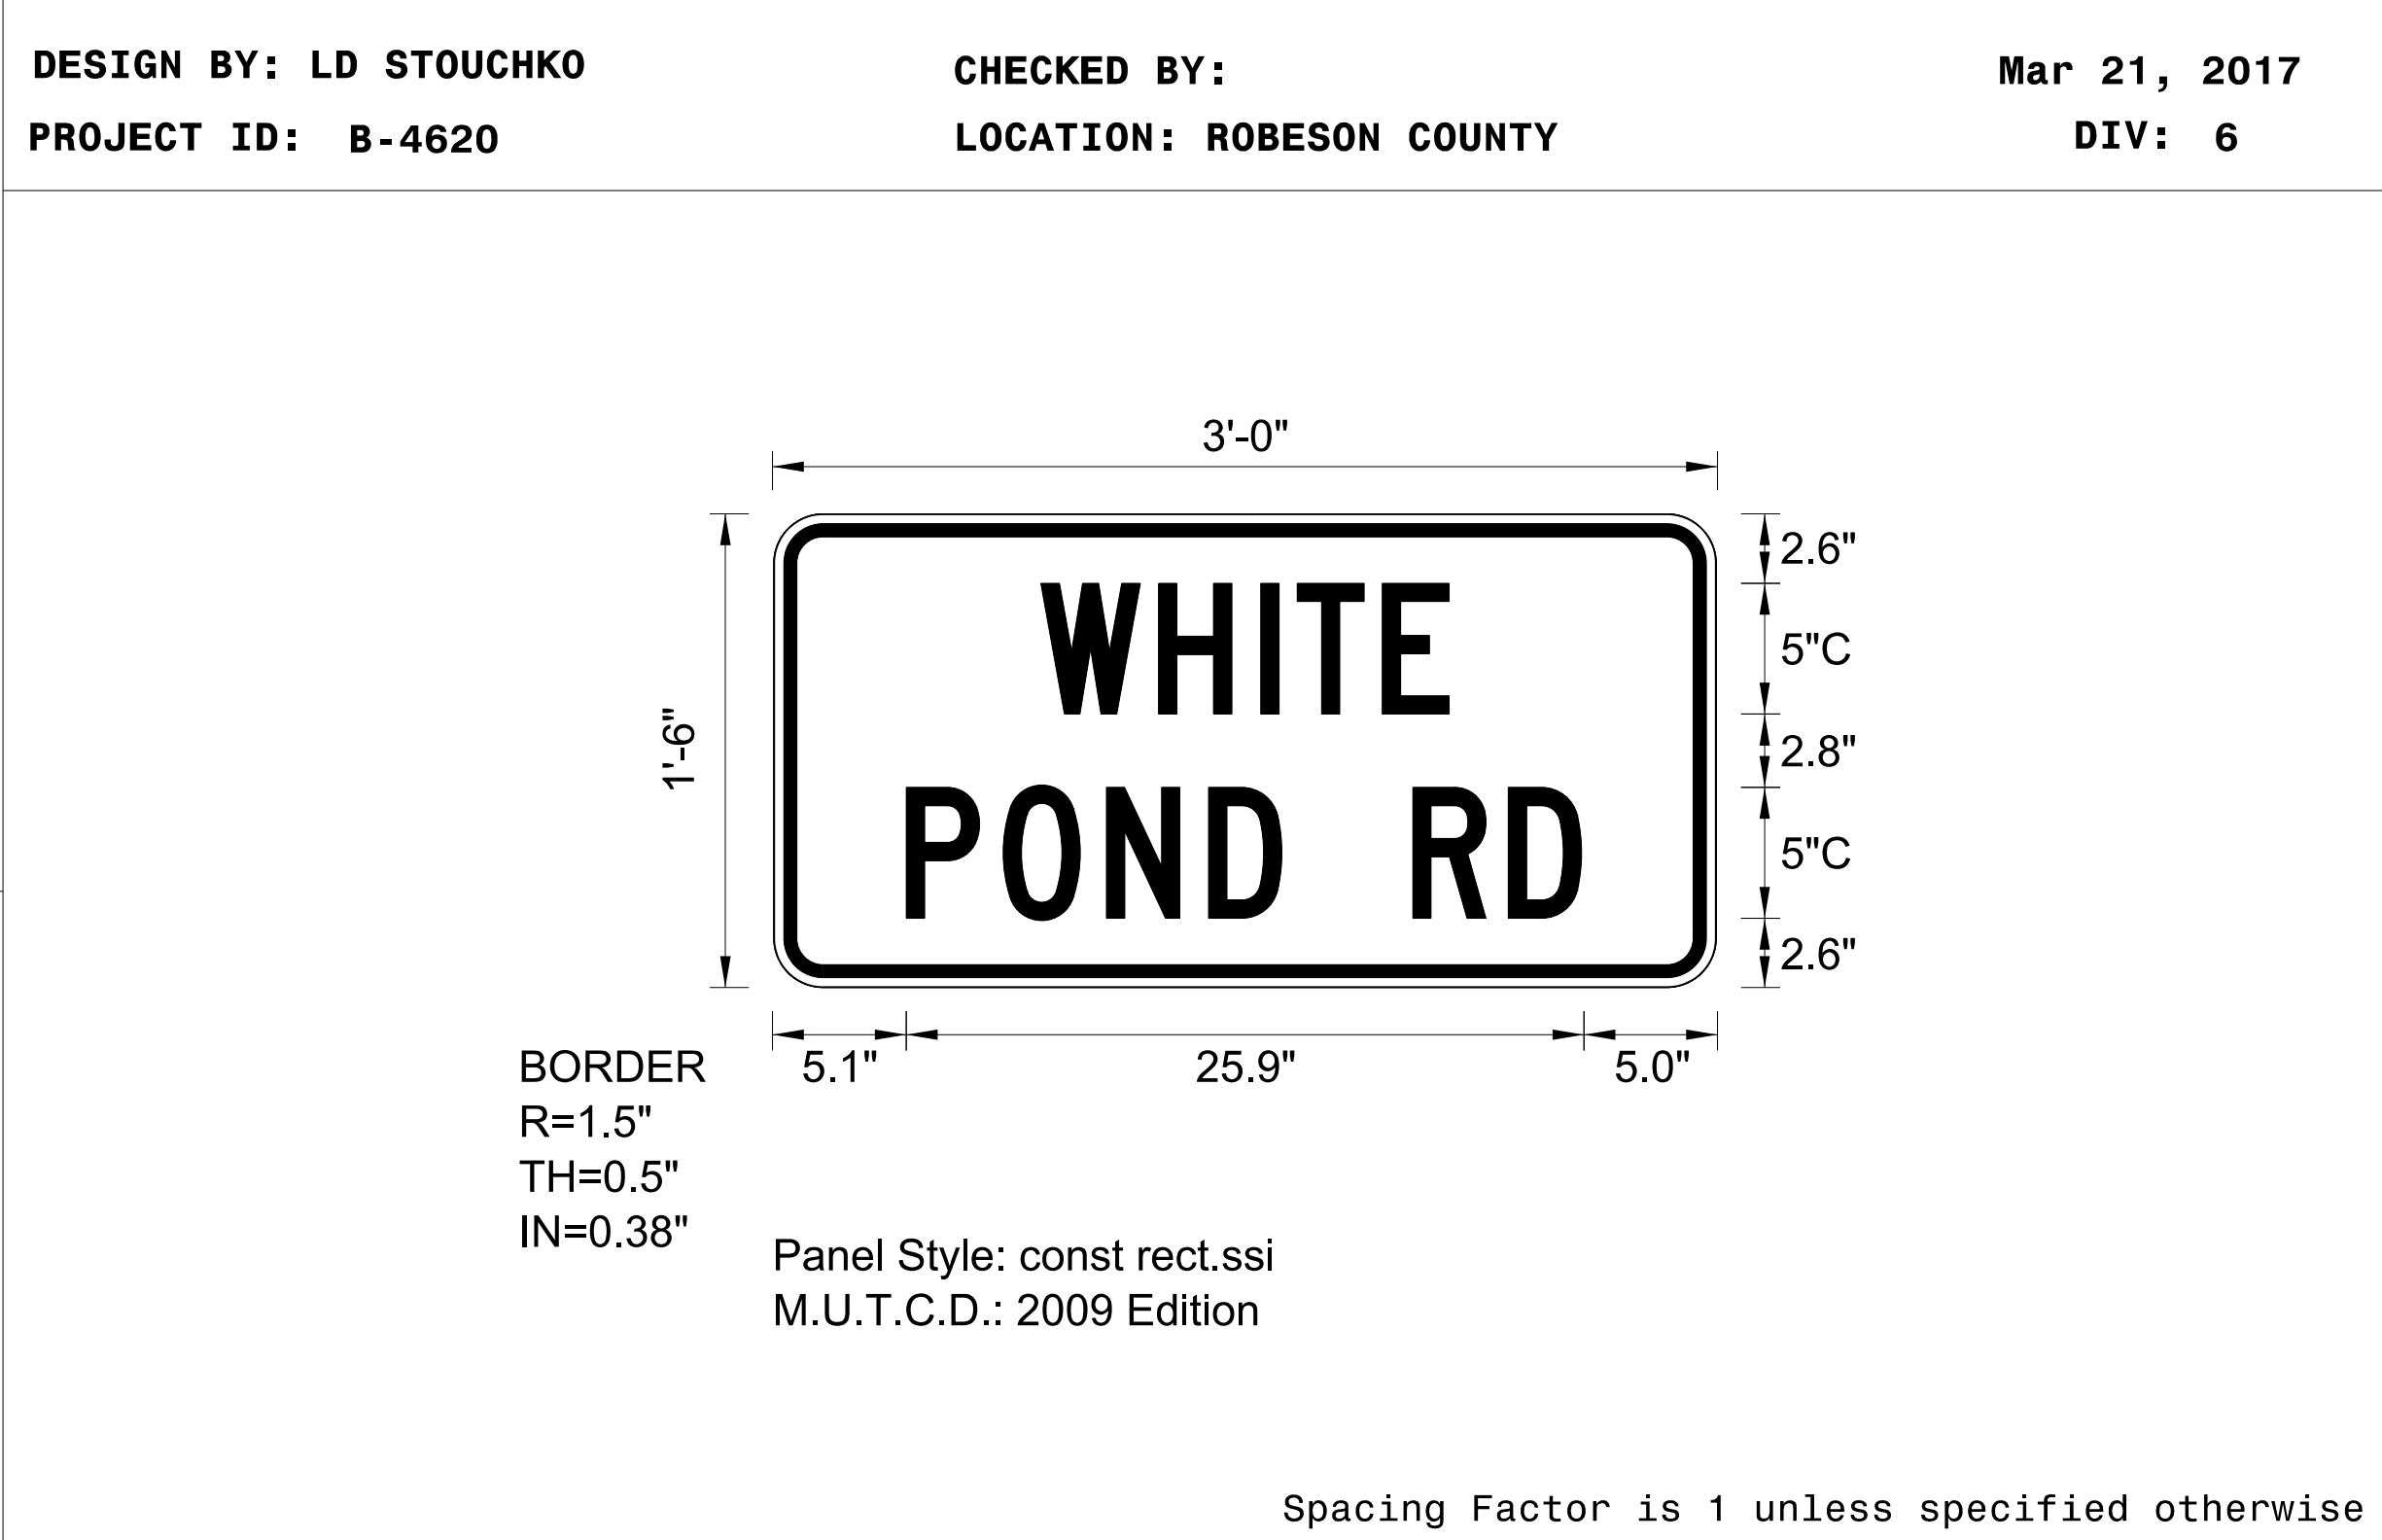 DESIGN BY: LD STOUCHKO
CHECKED BY:
Mar 21, 2017
PROJECT ID: B-4620
LOCATION: ROBESON COUNTY
DIV: 6
3'-0"
1'-6"
WHITE
POND RD
2.6"
5"C
2.8"
5"C
2.6"
5.1"
25.9"
5.0"
BORDER
R=1.5"
TH=0.5"
IN=0.38"
Panel Style: const rect.ssi
M.U.T.C.D.: 2009 Edition
Spacing Factor is 1 unless specified otherwise